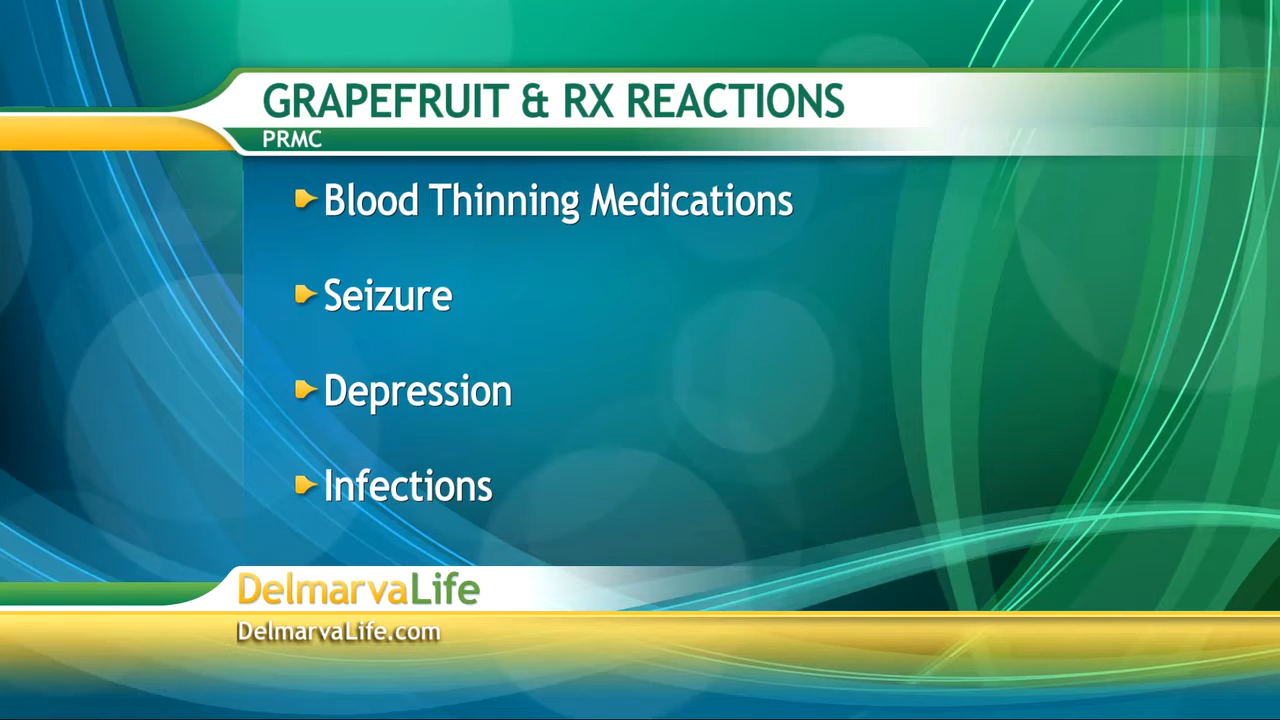 GRAPEFRUIT & RX REACTIONS
PRMC
Blood Thinning Medications
Seizure
Depression
Infections
DelmarvaLife
DelmarvaLife.com